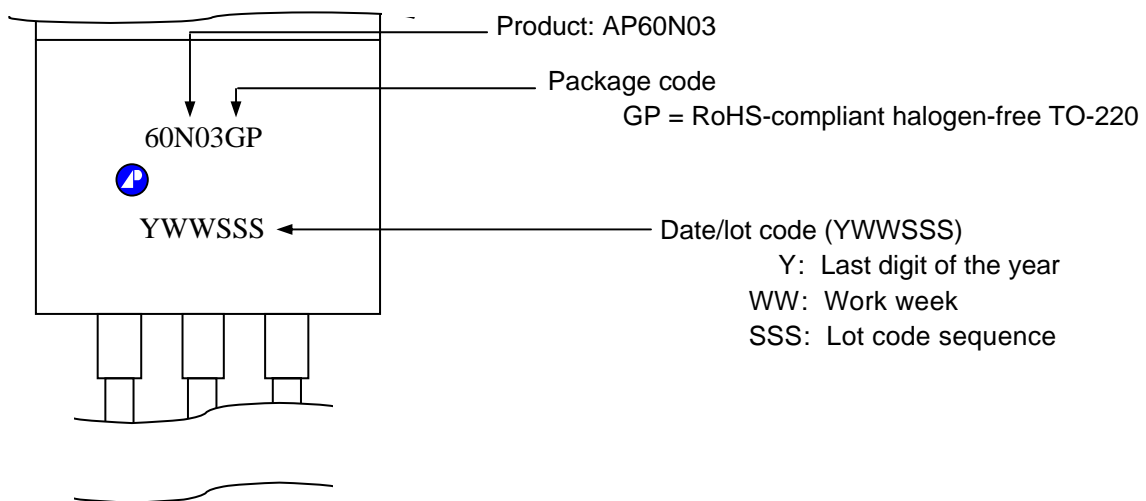 Product: AP60N03
Package code
GP = RoHS-compliant halogen-free TO-220
60N03GP
YWWSSS
Date/lot code (YWWSSS)
Y: Last digit of the year
WW: Work week
SSS: Lot code sequence